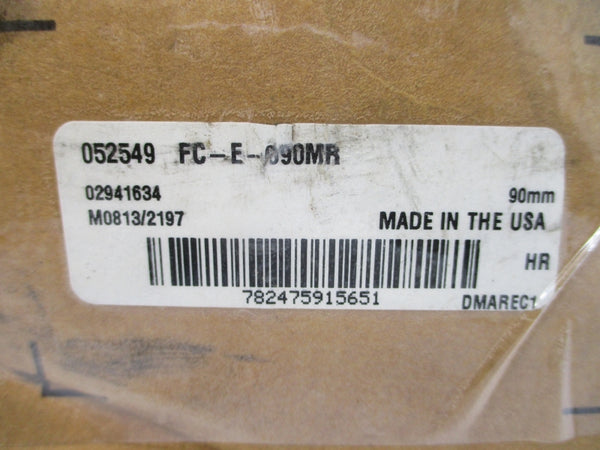 052549 FC-E-090MR
02941634 90mm
M0813/2197 MADE IN THE USA
HR
782475915651 DMAREC1